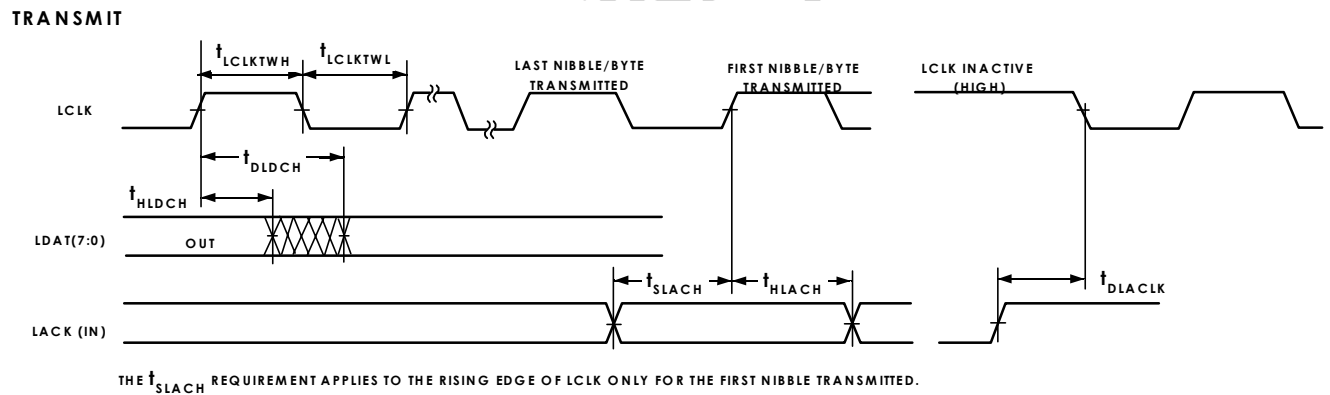 TRANSMIT
tLCLKTWH
tLCLKTWL
LAST NIBBLE/BYTE
TRANSMITTED
FIRST NIBBLE/BYTE
TRANSMITTED
LCLK INACTIVE
(HIGH)
LCLK
tDLDCH
tHLDCH
LDAT(7:0)
OUT
tSLACH
tHLACH
tDLACLK
LACK (IN)
THE tSLACH REQUIREMENT APPLIES TO THE RISING EDGE OF LCLK ONLY FOR THE FIRST NIBBLE TRANSMITTED.